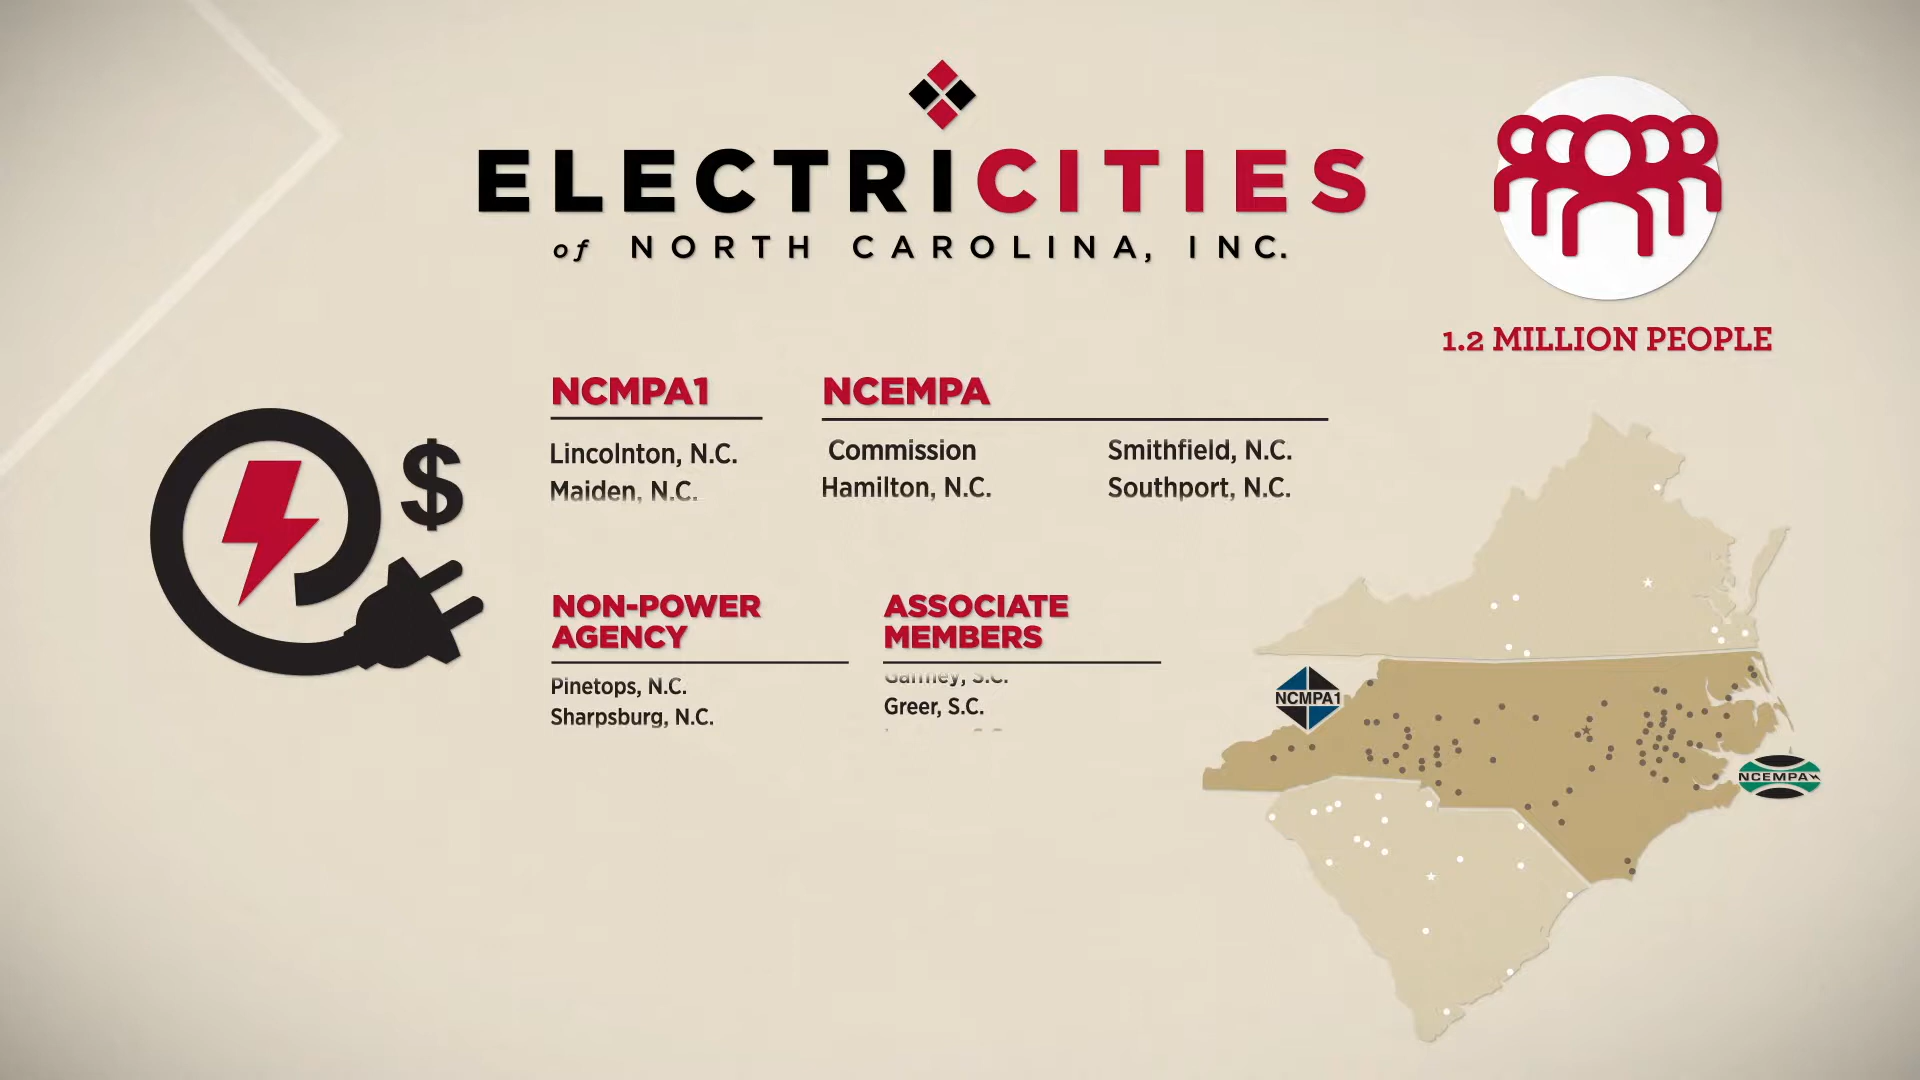 ELECTRICITIES
of NORTH CAROLINA, INC.
1.2 MILLION PEOPLE
NCMPA1
Lincolnton, N.C.
Maiden, N.C.
NCEMPA
Commission
Hamilton, N.C.
Smithfield, N.C.
Southport, N.C.
$
NON-POWER
AGENCY
Pinetops, N.C.
Sharpsburg, N.C.
ASSOCIATE
MEMBERS
Gaffney, S.C.
Greer, S.C.
NCMPA1
NCEMPA